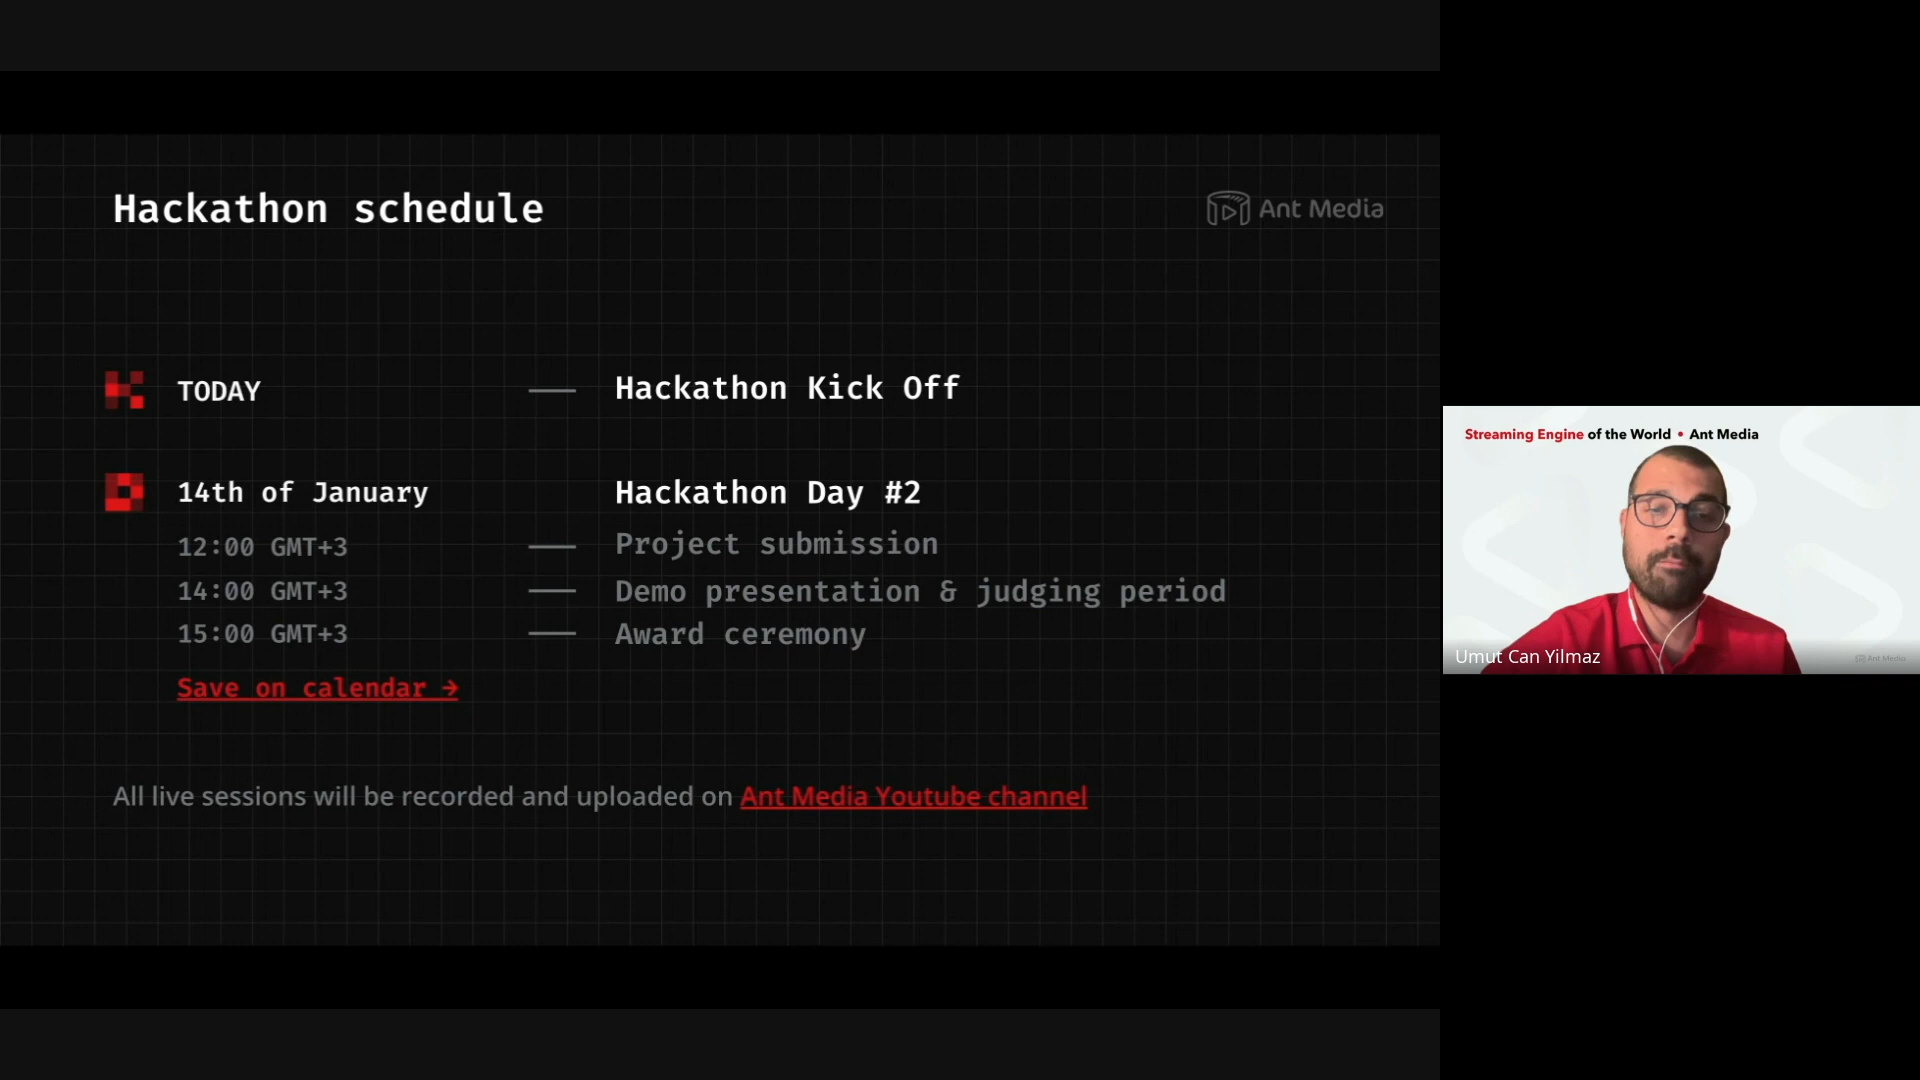 Hackathon schedule
Ant Media
TODAY — Hackathon Kick Off
14th of January Hackathon Day #2
12:00 GMT+3 — Project submission
14:00 GMT+3 — Demo presentation & judging period
15:00 GMT+3 — Award ceremony
Save on calendar →
All live sessions will be recorded and uploaded on Ant Media Youtube channel
Streaming Engine of the World • Ant Media
Umut Can Yilmaz
Ant Media